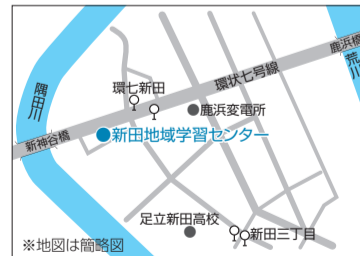 鹿浜橋
荒川
環状七号線
環七新田
隅田川
鹿浜変電所
新田地域学習センター
新神谷橋
足立新田高校
新田三丁目
※地図は簡略図